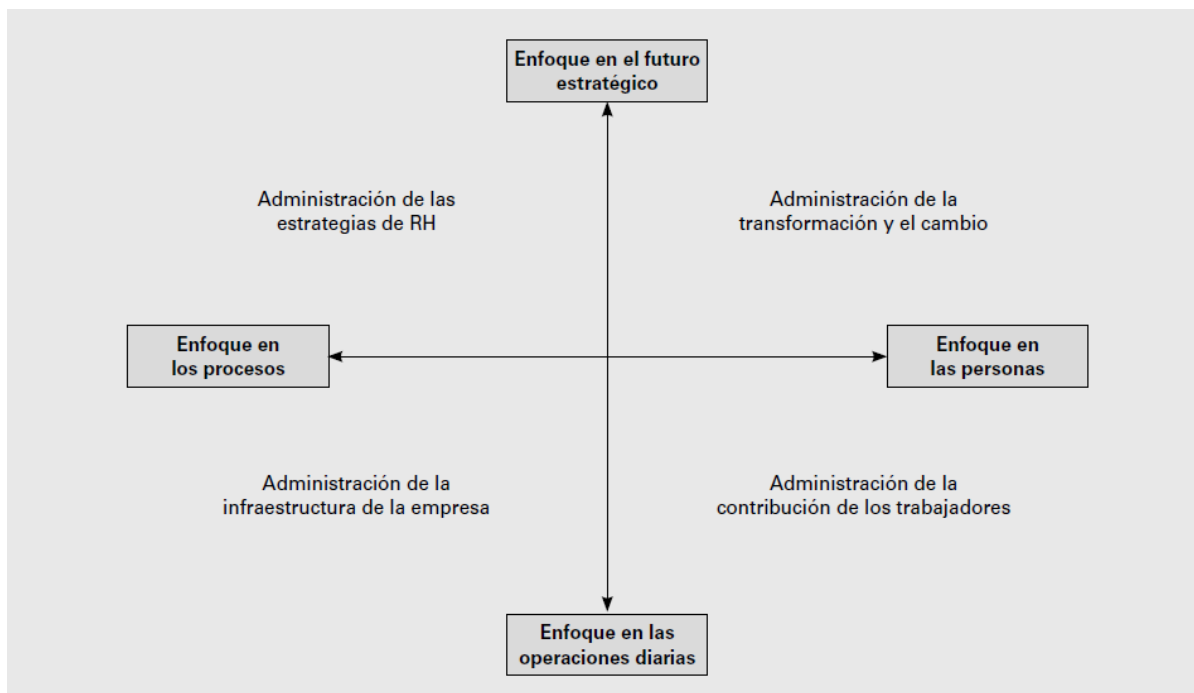 Enfoque en el futuro
estratégico
Administración de las
estrategias de RH
Administración de la
transformación y el cambio
Enfoque en
los procesos
Enfoque en
las personas
Administración de la
infraestructura de la empresa
Administración de la
contribución de los trabajadores
Enfoque en las
operaciones diarias